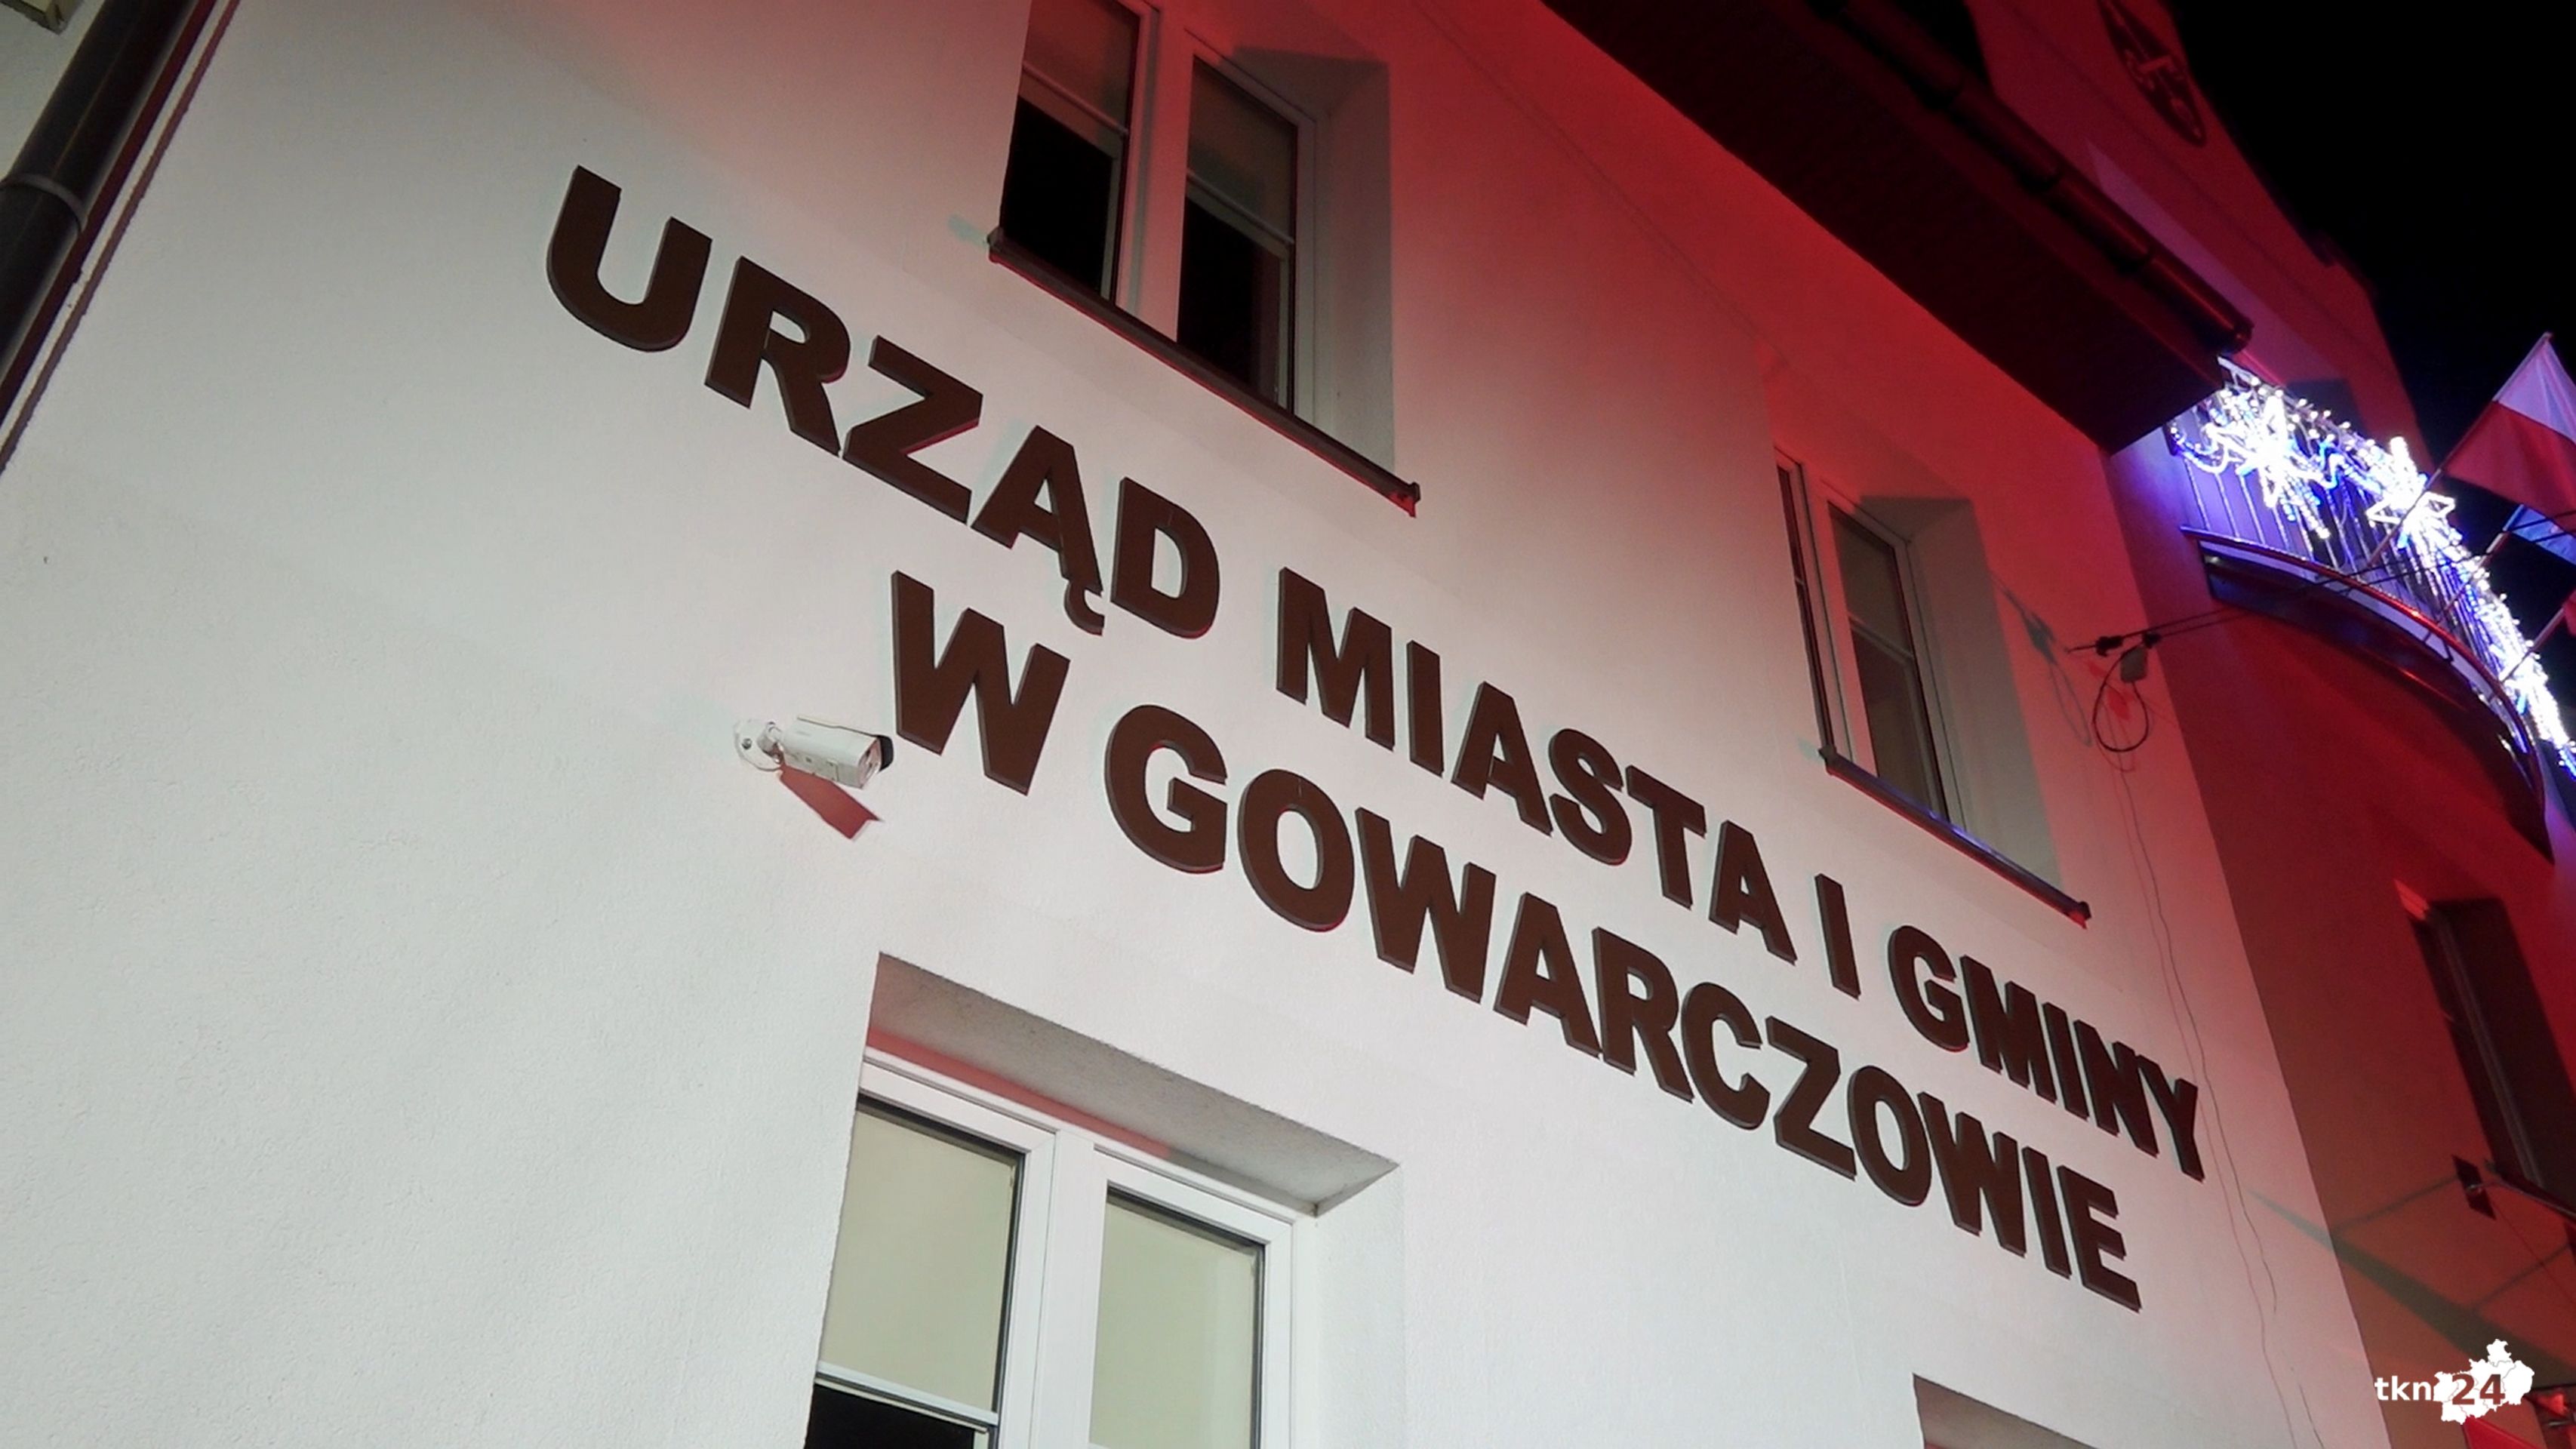 URZĄD MIASTA I GMINY
W GOWARCZOWIE
tkn24